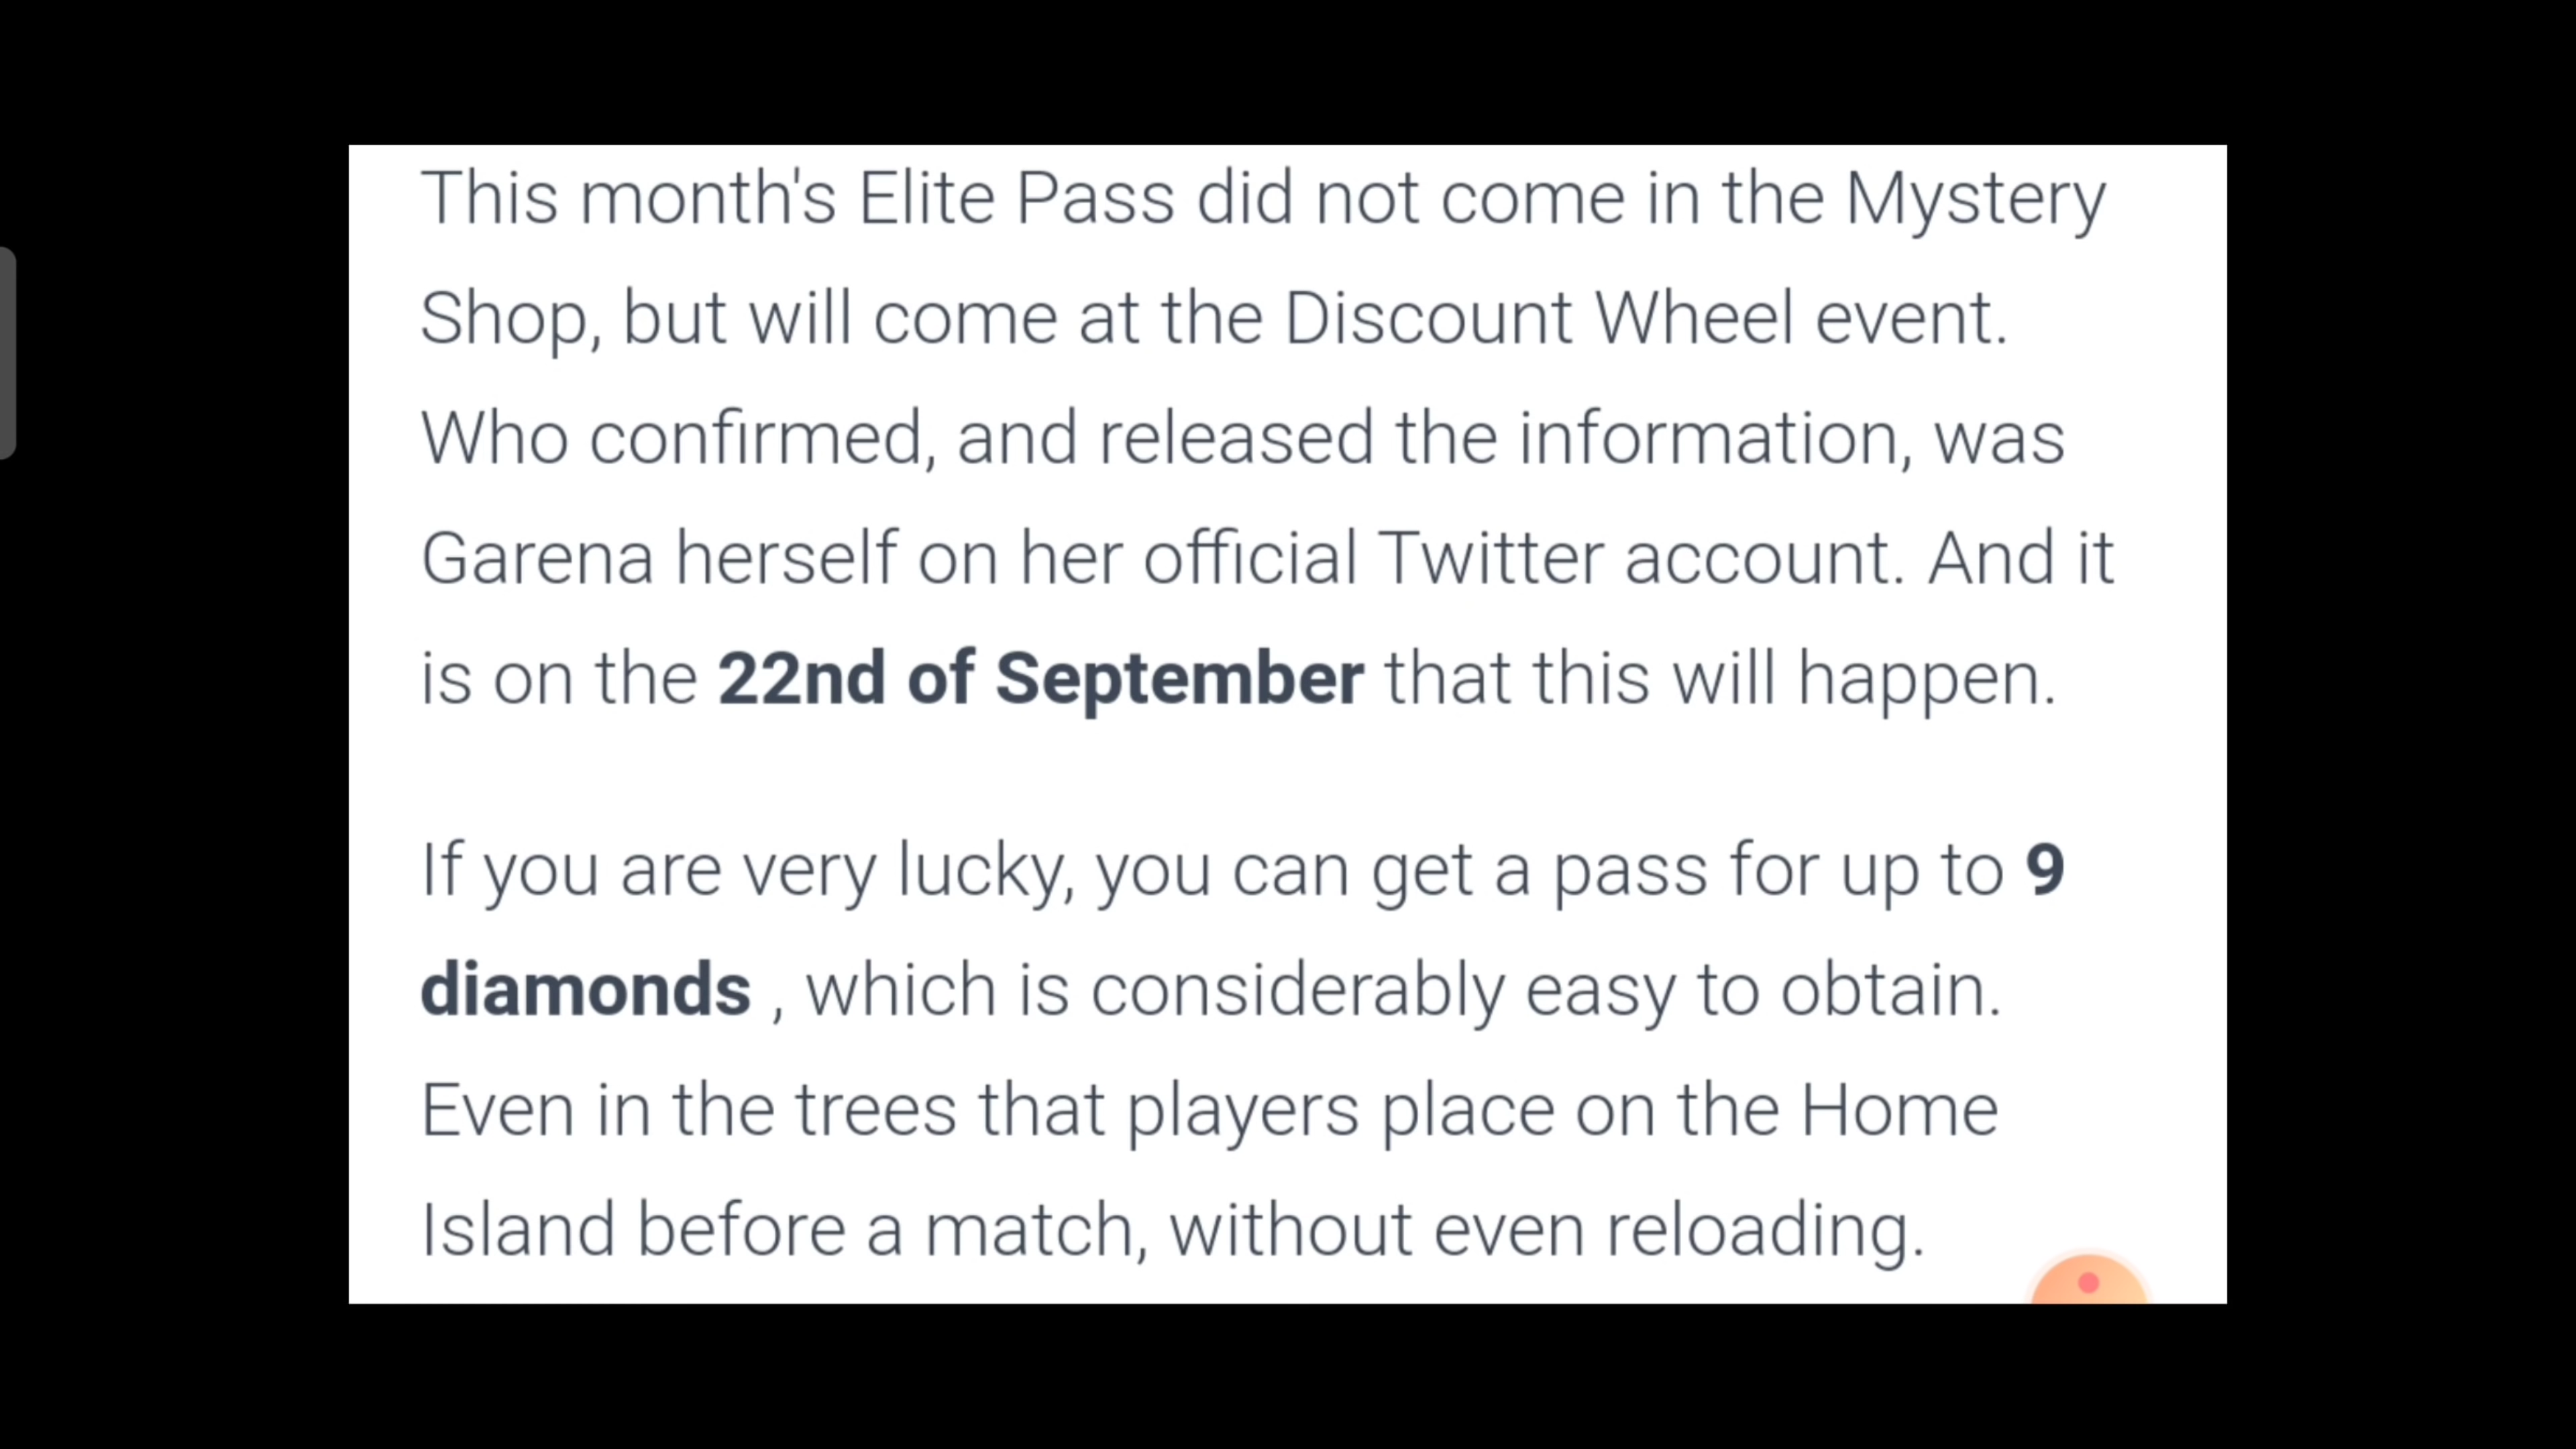 This month's Elite Pass did not come in the Mystery
Shop, but will come at the Discount Wheel event.
Who confirmed, and released the information, was
Garena herself on her official Twitter account. And it
is on the 22nd of September that this will happen.
If you are very lucky, you can get a pass for up to 9
diamonds , which is considerably easy to obtain.
Even in the trees that players place on the Home
Island before a match, without even reloading.